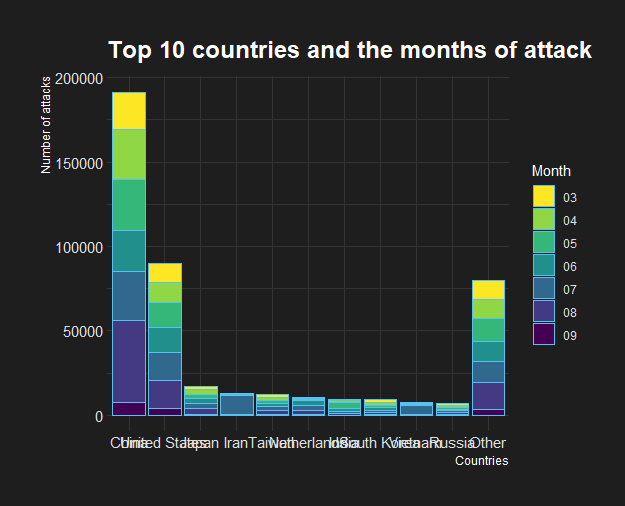 Top 10 countries and the months of attack
Number of attacks
200000
150000
100000
50000
0
China United States Japan Iran Taiwan Netherlands India South Korea Vietnam Russia Other
Countries
Month
03
04
05
06
07
08
09